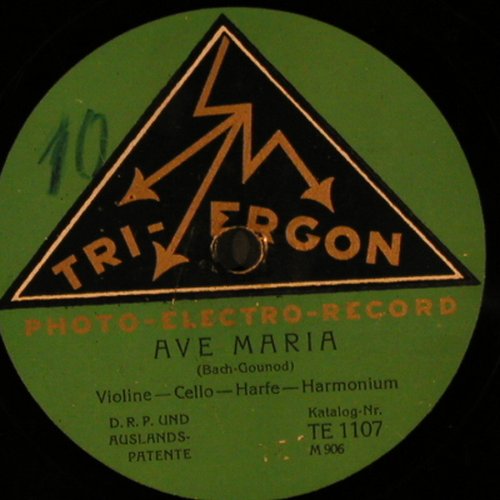 10
TRI-ERGON
PHOTO-ELECTRO-RECORD
AVE MARIA
(Bach-Gounod)
Violine — Cello — Harfe — Harmonium
D. R. P. UND
AUSLANDS-
PATENTE
Katalog-Nr.
TE 1107
M 906